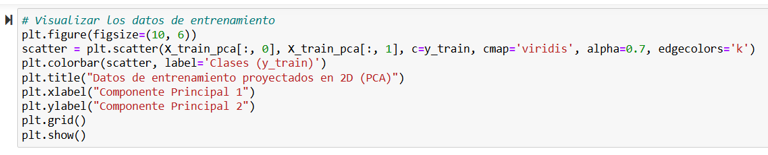 # Visualizar los datos de entrenamiento
plt.figure(figsize=(10, 6))
scatter = plt.scatter(X_train_pca[:, 0], X_train_pca[:, 1], c=y_train, cmap='viridis', alpha=0.7, edgecolors='k')
plt.colorbar(scatter, label='Clases (y_train)')
plt.title("Datos de entrenamiento proyectados en 2D (PCA)")
plt.xlabel("Componente Principal 1")
plt.ylabel("Componente Principal 2")
plt.grid()
plt.show()